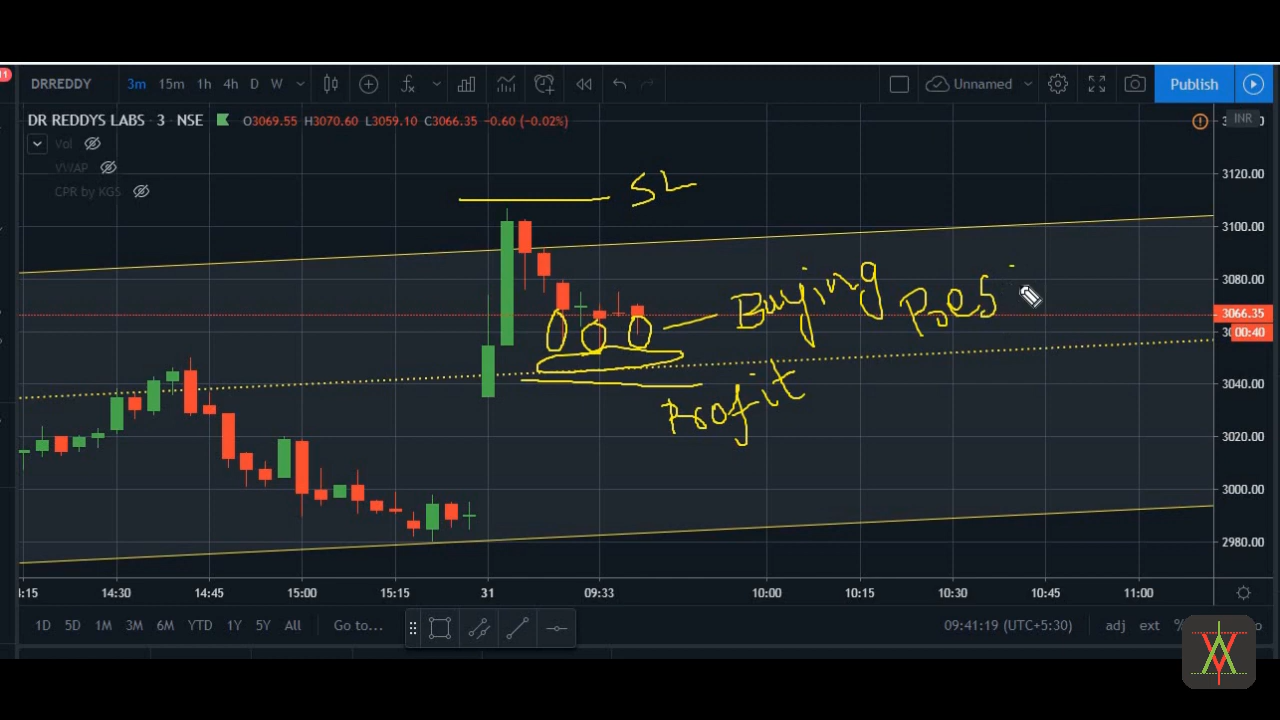 DRREDDY 3m 15m 1h 4h D W Unnamed Publish
DR REDDYS LABS · 3 · NSE O3069.55 H3070.60 L3059.10 C3066.35 -0.60 (-0.02%) INR
Vol
VWAP
CPR by KGS
SL
Buying Pres
Profit
3120.00
3100.00
3080.00
3066.35
00:40
3040.00
3020.00
3000.00
2980.00
14:30 14:45 15:00 15:15 31 09:33 10:00 10:15 10:30 10:45 11:00
1D 5D 1M 3M 6M YTD 1Y 5Y All Go to... 09:41:19 (UTC+5:30) adj ext %